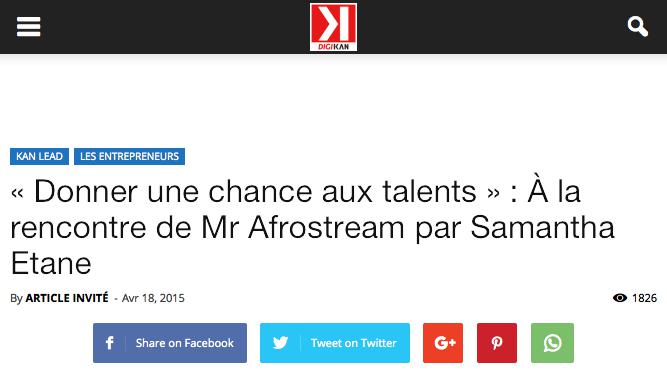 DIGIKAN
KAN LEAD LES ENTREPRENEURS
« Donner une chance aux talents » : À la
rencontre de Mr Afrostream par Samantha
Etane
By ARTICLE INVITÉ - Avr 18, 2015 1826
Share on Facebook Tweet on Twitter G+